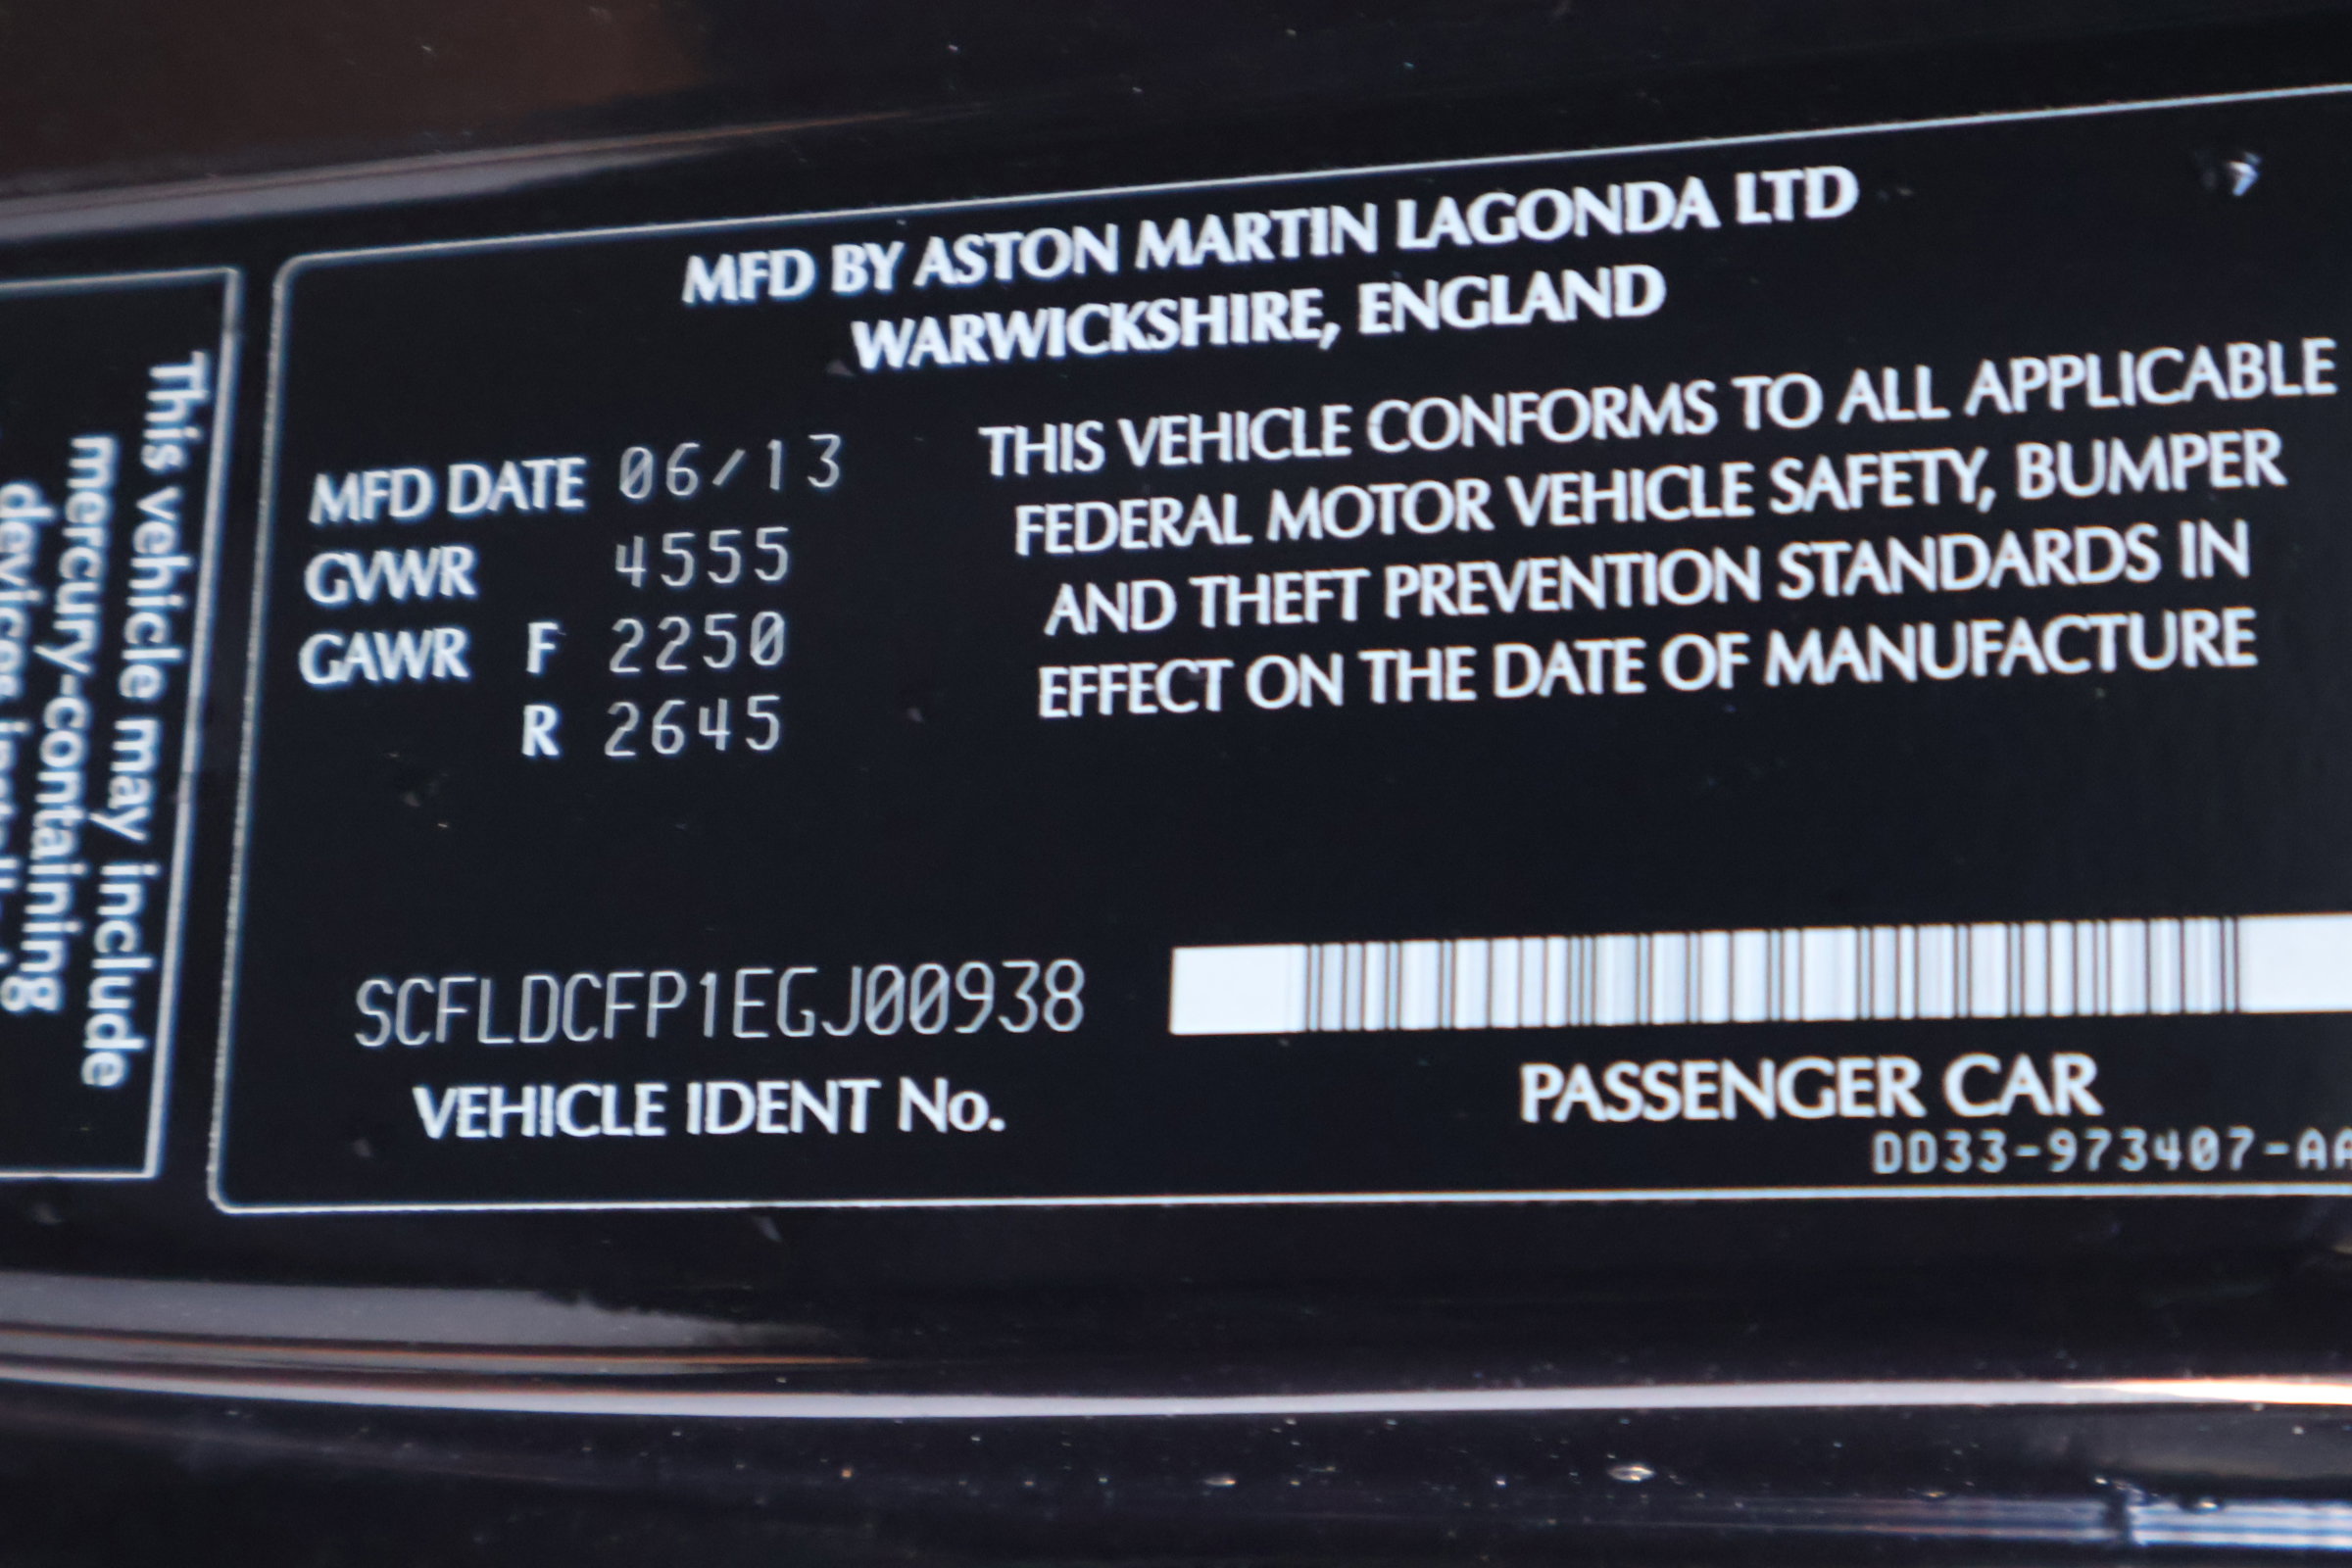 MFD BY ASTON MARTIN LAGONDA LTD
WARWICKSHIRE, ENGLAND
MFD DATE 06/13
GVWR 4555
GAWR F 2250
R 2645
THIS VEHICLE CONFORMS TO ALL APPLICABLE
FEDERAL MOTOR VEHICLE SAFETY, BUMPER
AND THEFT PREVENTION STANDARDS IN
EFFECT ON THE DATE OF MANUFACTURE
SCFLDCFP1EGJ00938
VEHICLE IDENT No.
PASSENGER CAR
DD33-973407-AA
This vehicle may include
mercury-containing
devices